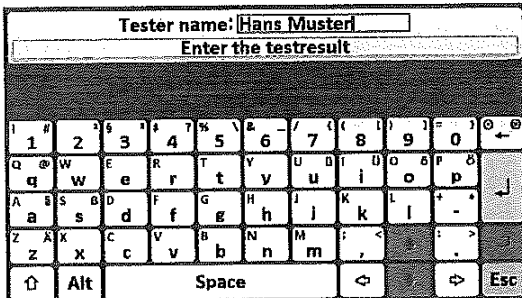 Tester name: Hans Muster
Enter the testresult
1 2 3 4 5 6 7 8 9 0
Q q W w E e R r T t Y y U u I i O o P p
A a S s D d F f G g H h J j K k L l + -
Z z X x C c V v B b N n M m ; , : .
Alt Space Esc